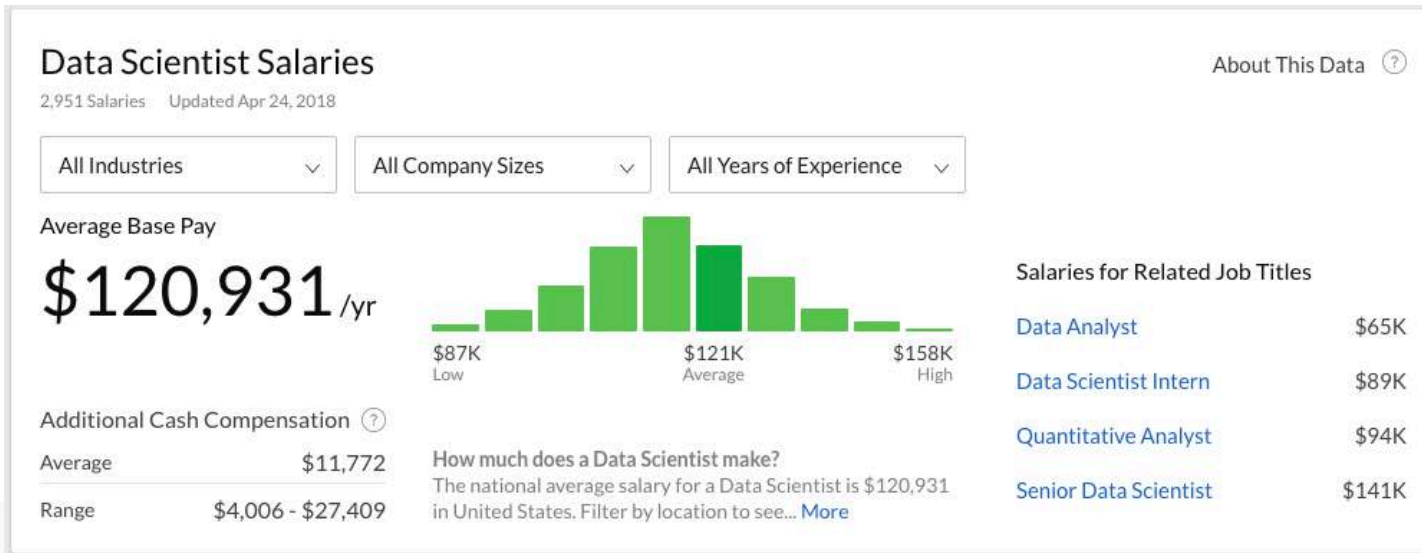 Data Scientist Salaries
About This Data ?
2,951 Salaries Updated Apr 24, 2018
All Industries
All Company Sizes
All Years of Experience
Average Base Pay
$120,931 /yr
$87K
Low
$121K
Average
$158K
High
Additional Cash Compensation ?
Average $11,772
Range $4,006 - $27,409
How much does a Data Scientist make?
The national average salary for a Data Scientist is $120,931
in United States. Filter by location to see... More
Salaries for Related Job Titles
Data Analyst $65K
Data Scientist Intern $89K
Quantitative Analyst $94K
Senior Data Scientist $141K